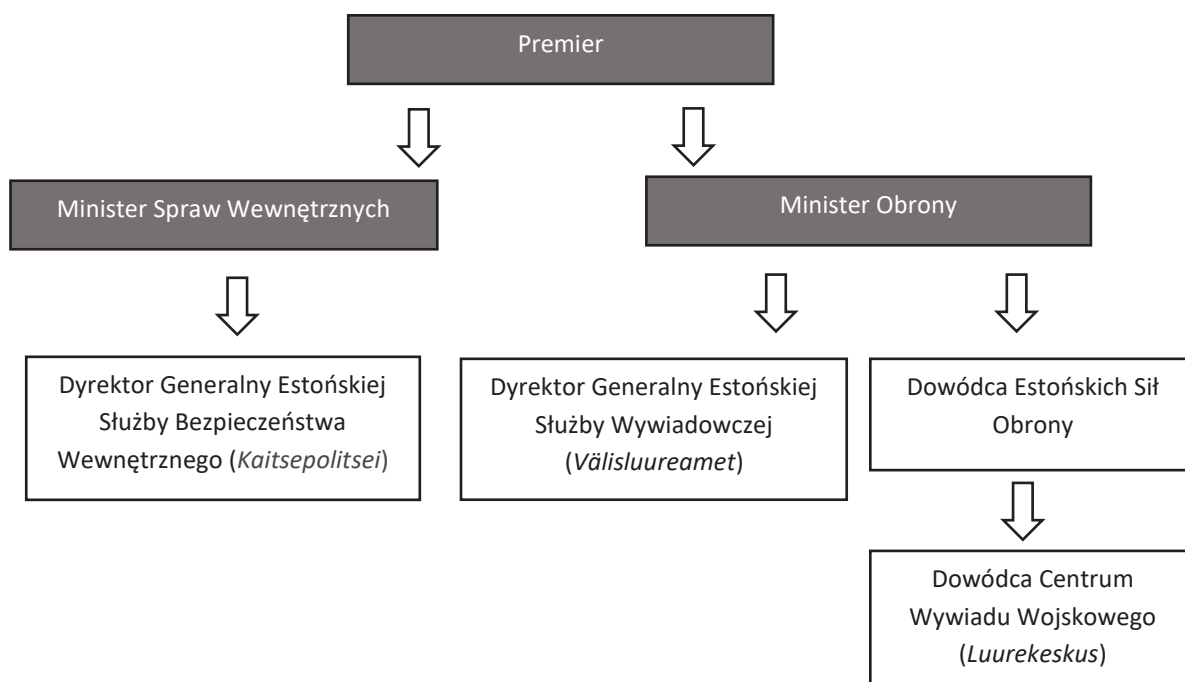 Premier
Minister Spraw Wewnętrznych
Minister Obrony
Dyrektor Generalny Estońskiej
Służby Bezpieczeństwa
Wewnętrznego (Kaitsepolitsei)
Dyrektor Generalny Estońskiej
Służby Wywiadowczej
(Välisluureamet)
Dowódca Estońskich Sił
Obrony
Dowódca Centrum
Wywiadu Wojskowego
(Luurekeskus)